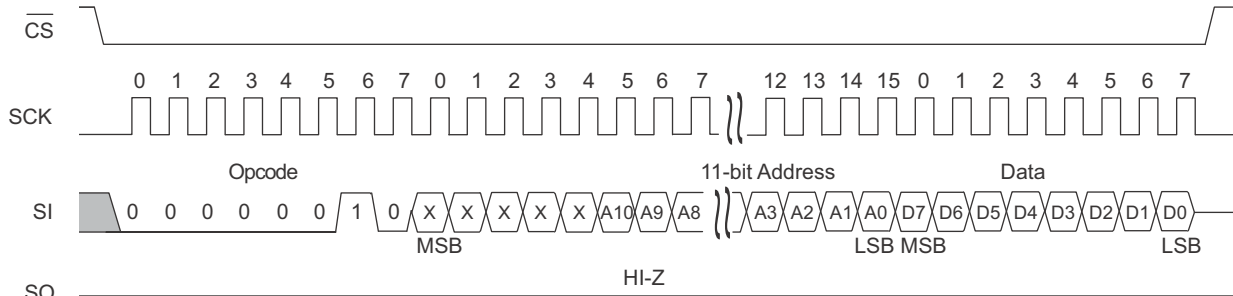 CS
0 1 2 3 4 5 6 7 0 1 2 3 4 5 6 7 12 13 14 15 0 1 2 3 4 5 6 7
SCK
Opcode 11-bit Address Data
SI 0 0 0 0 0 0 1 0 X X X X X A10 A9 A8 A3 A2 A1 A0 D7 D6 D5 D4 D3 D2 D1 D0
MSB LSB MSB LSB
HI-Z
SO